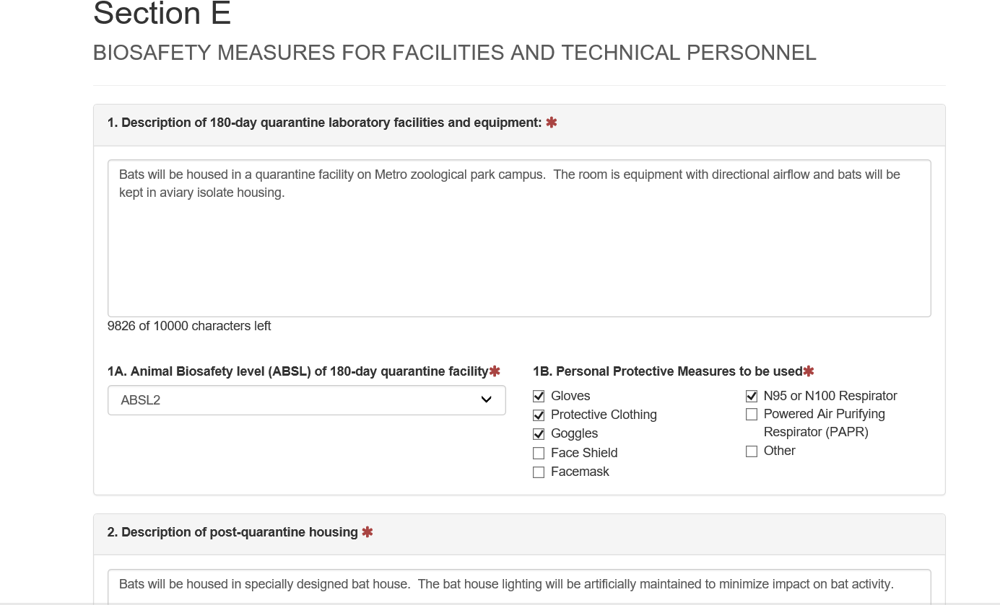 Section E
BIOSAFETY MEASURES FOR FACILITIES AND TECHNICAL PERSONNEL
1. Description of 180-day quarantine laboratory facilities and equipment: ✱
Bats will be housed in a quarantine facility on Metro zoological park campus.  The room is equipment with directional airflow and bats will be
kept in aviary isolate housing.
9826 of 10000 characters left
1A. Animal Biosafety level (ABSL) of 180-day quarantine facility✱
ABSL2
1B. Personal Protective Measures to be used✱
Gloves
Protective Clothing
Goggles
Face Shield
Facemask
N95 or N100 Respirator
Powered Air Purifying
Respirator (PAPR)
Other
2. Description of post-quarantine housing ✱
Bats will be housed in specially designed bat house.  The bat house lighting will be artificially maintained to minimize impact on bat activity.